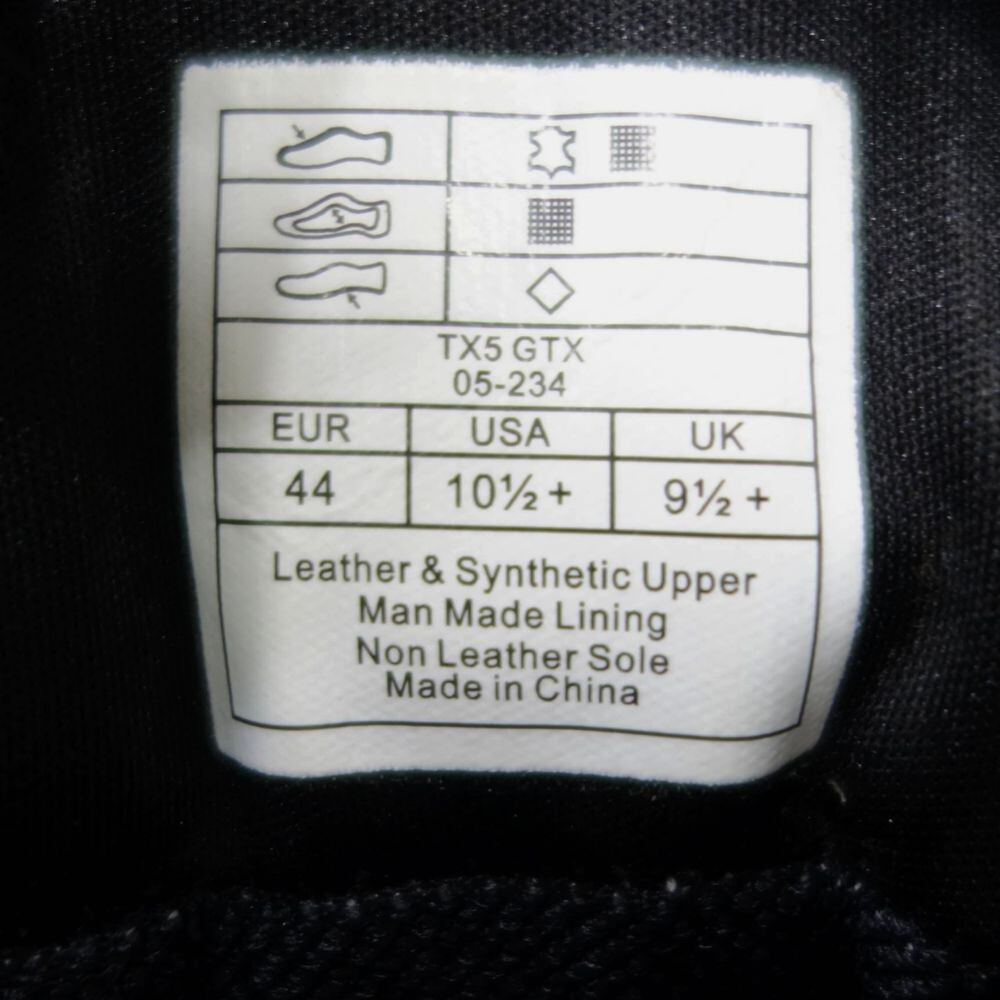 TX5 GTX
05-234
EUR USA UK
44 10½+ 9½+
Leather & Synthetic Upper
Man Made Lining
Non Leather Sole
Made in China